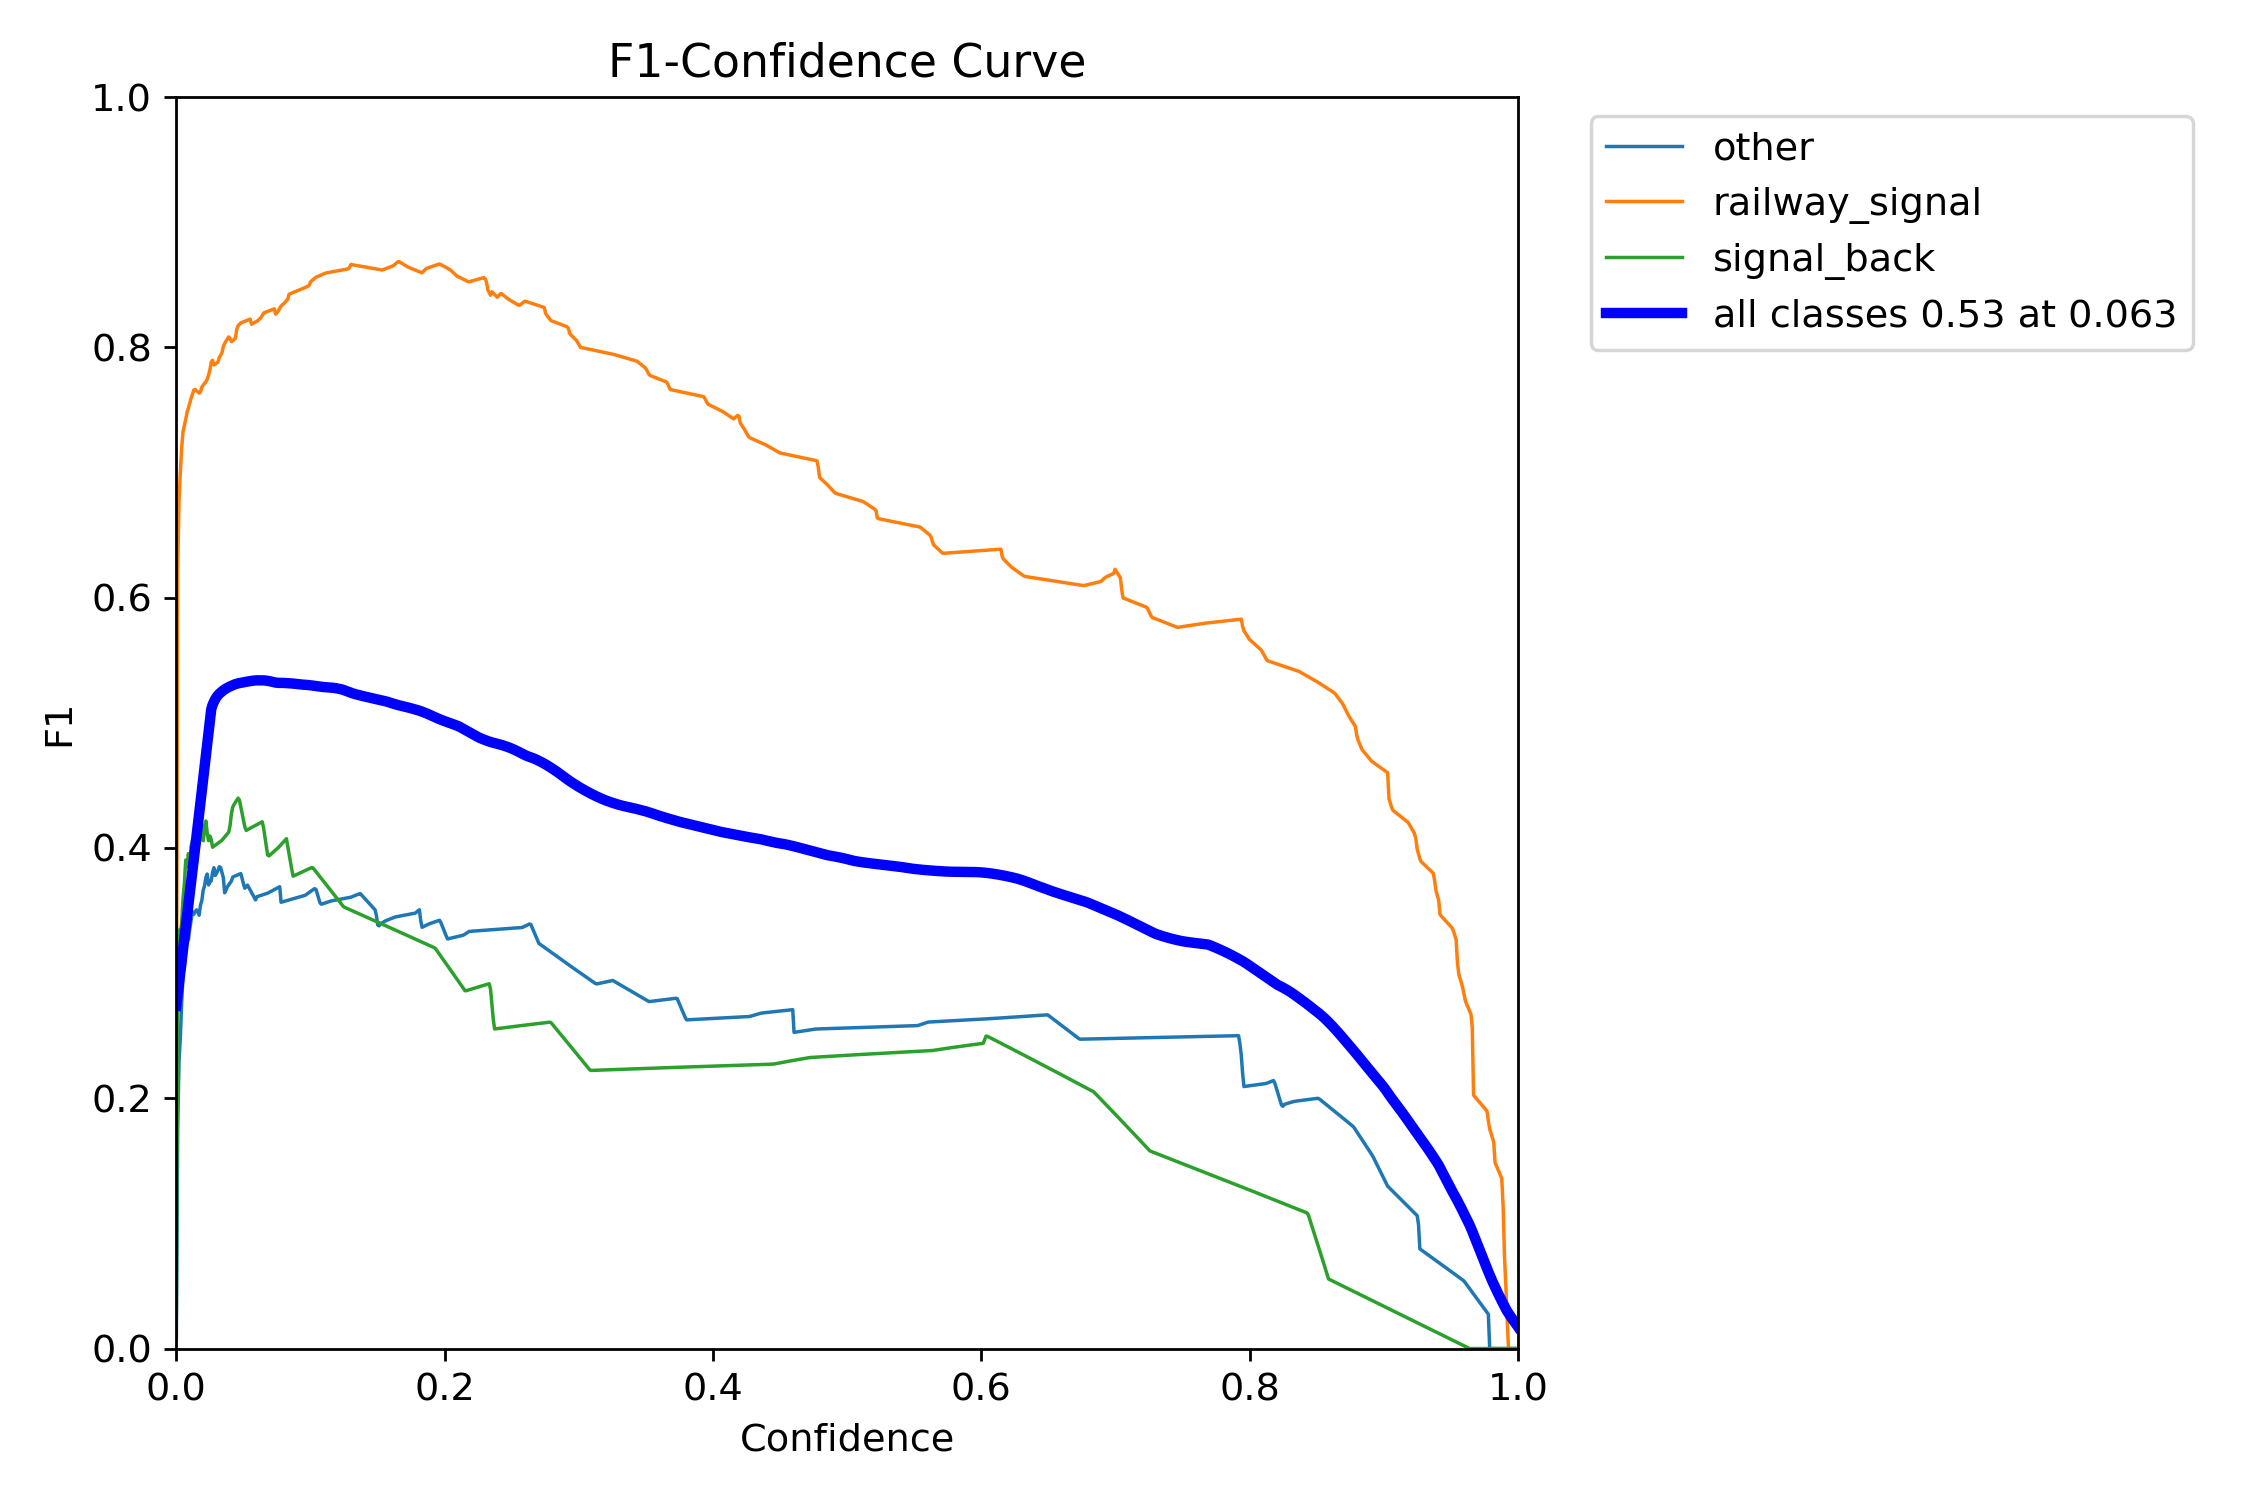 F1-Confidence Curve
1.0
0.8
0.6
0.4
0.2
0.0
F1
0.0 0.2 0.4 0.6 0.8 1.0
Confidence
other
railway_signal
signal_back
all classes 0.53 at 0.063